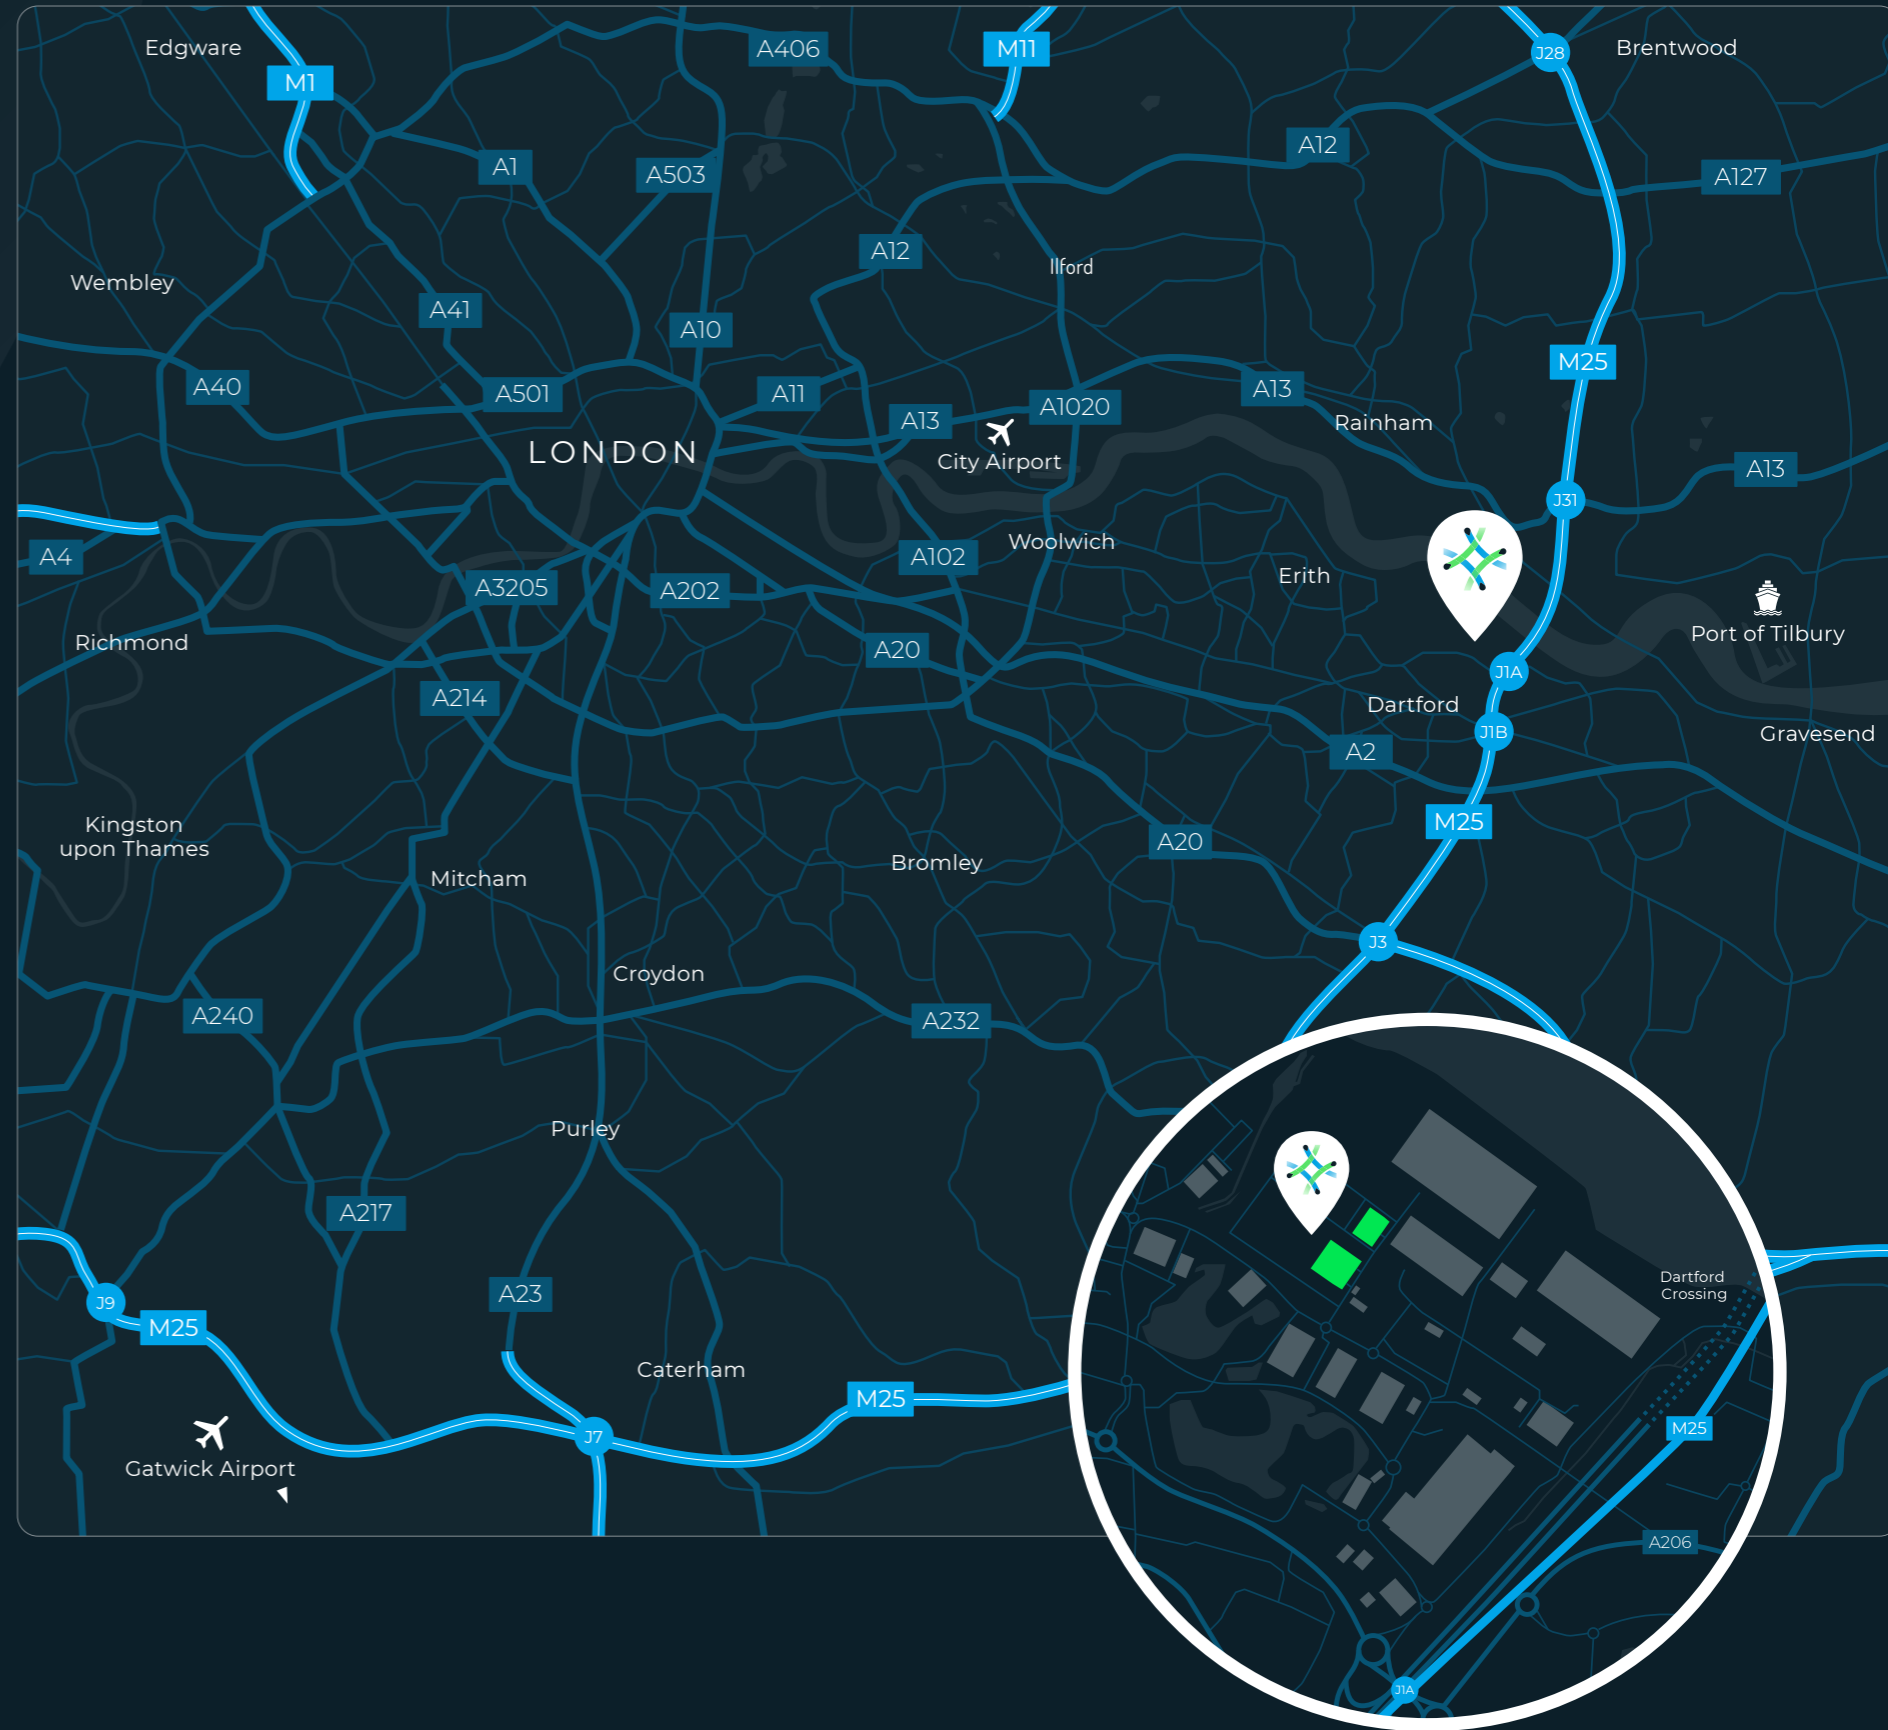 Edgware
A406
M11
J28
Brentwood
M1
A12
A1
A503
A127
A12
Ilford
Wembley
A41
A10
M25
A40
A501
A11
A13
A1020
A13
Rainham
LONDON
City Airport
A13
J31
A4
Woolwich
A102
Erith
A3205
A202
Port of Tilbury
Richmond
A20
J1A
A214
Dartford
J1B
Gravesend
A2
Kingston
upon Thames
M25
A20
Bromley
Mitcham
J3
Croydon
A240
A232
Purley
A217
Dartford
Crossing
A23
J9
M25
Caterham
M25
M25
J7
Gatwick Airport
A206
J1A